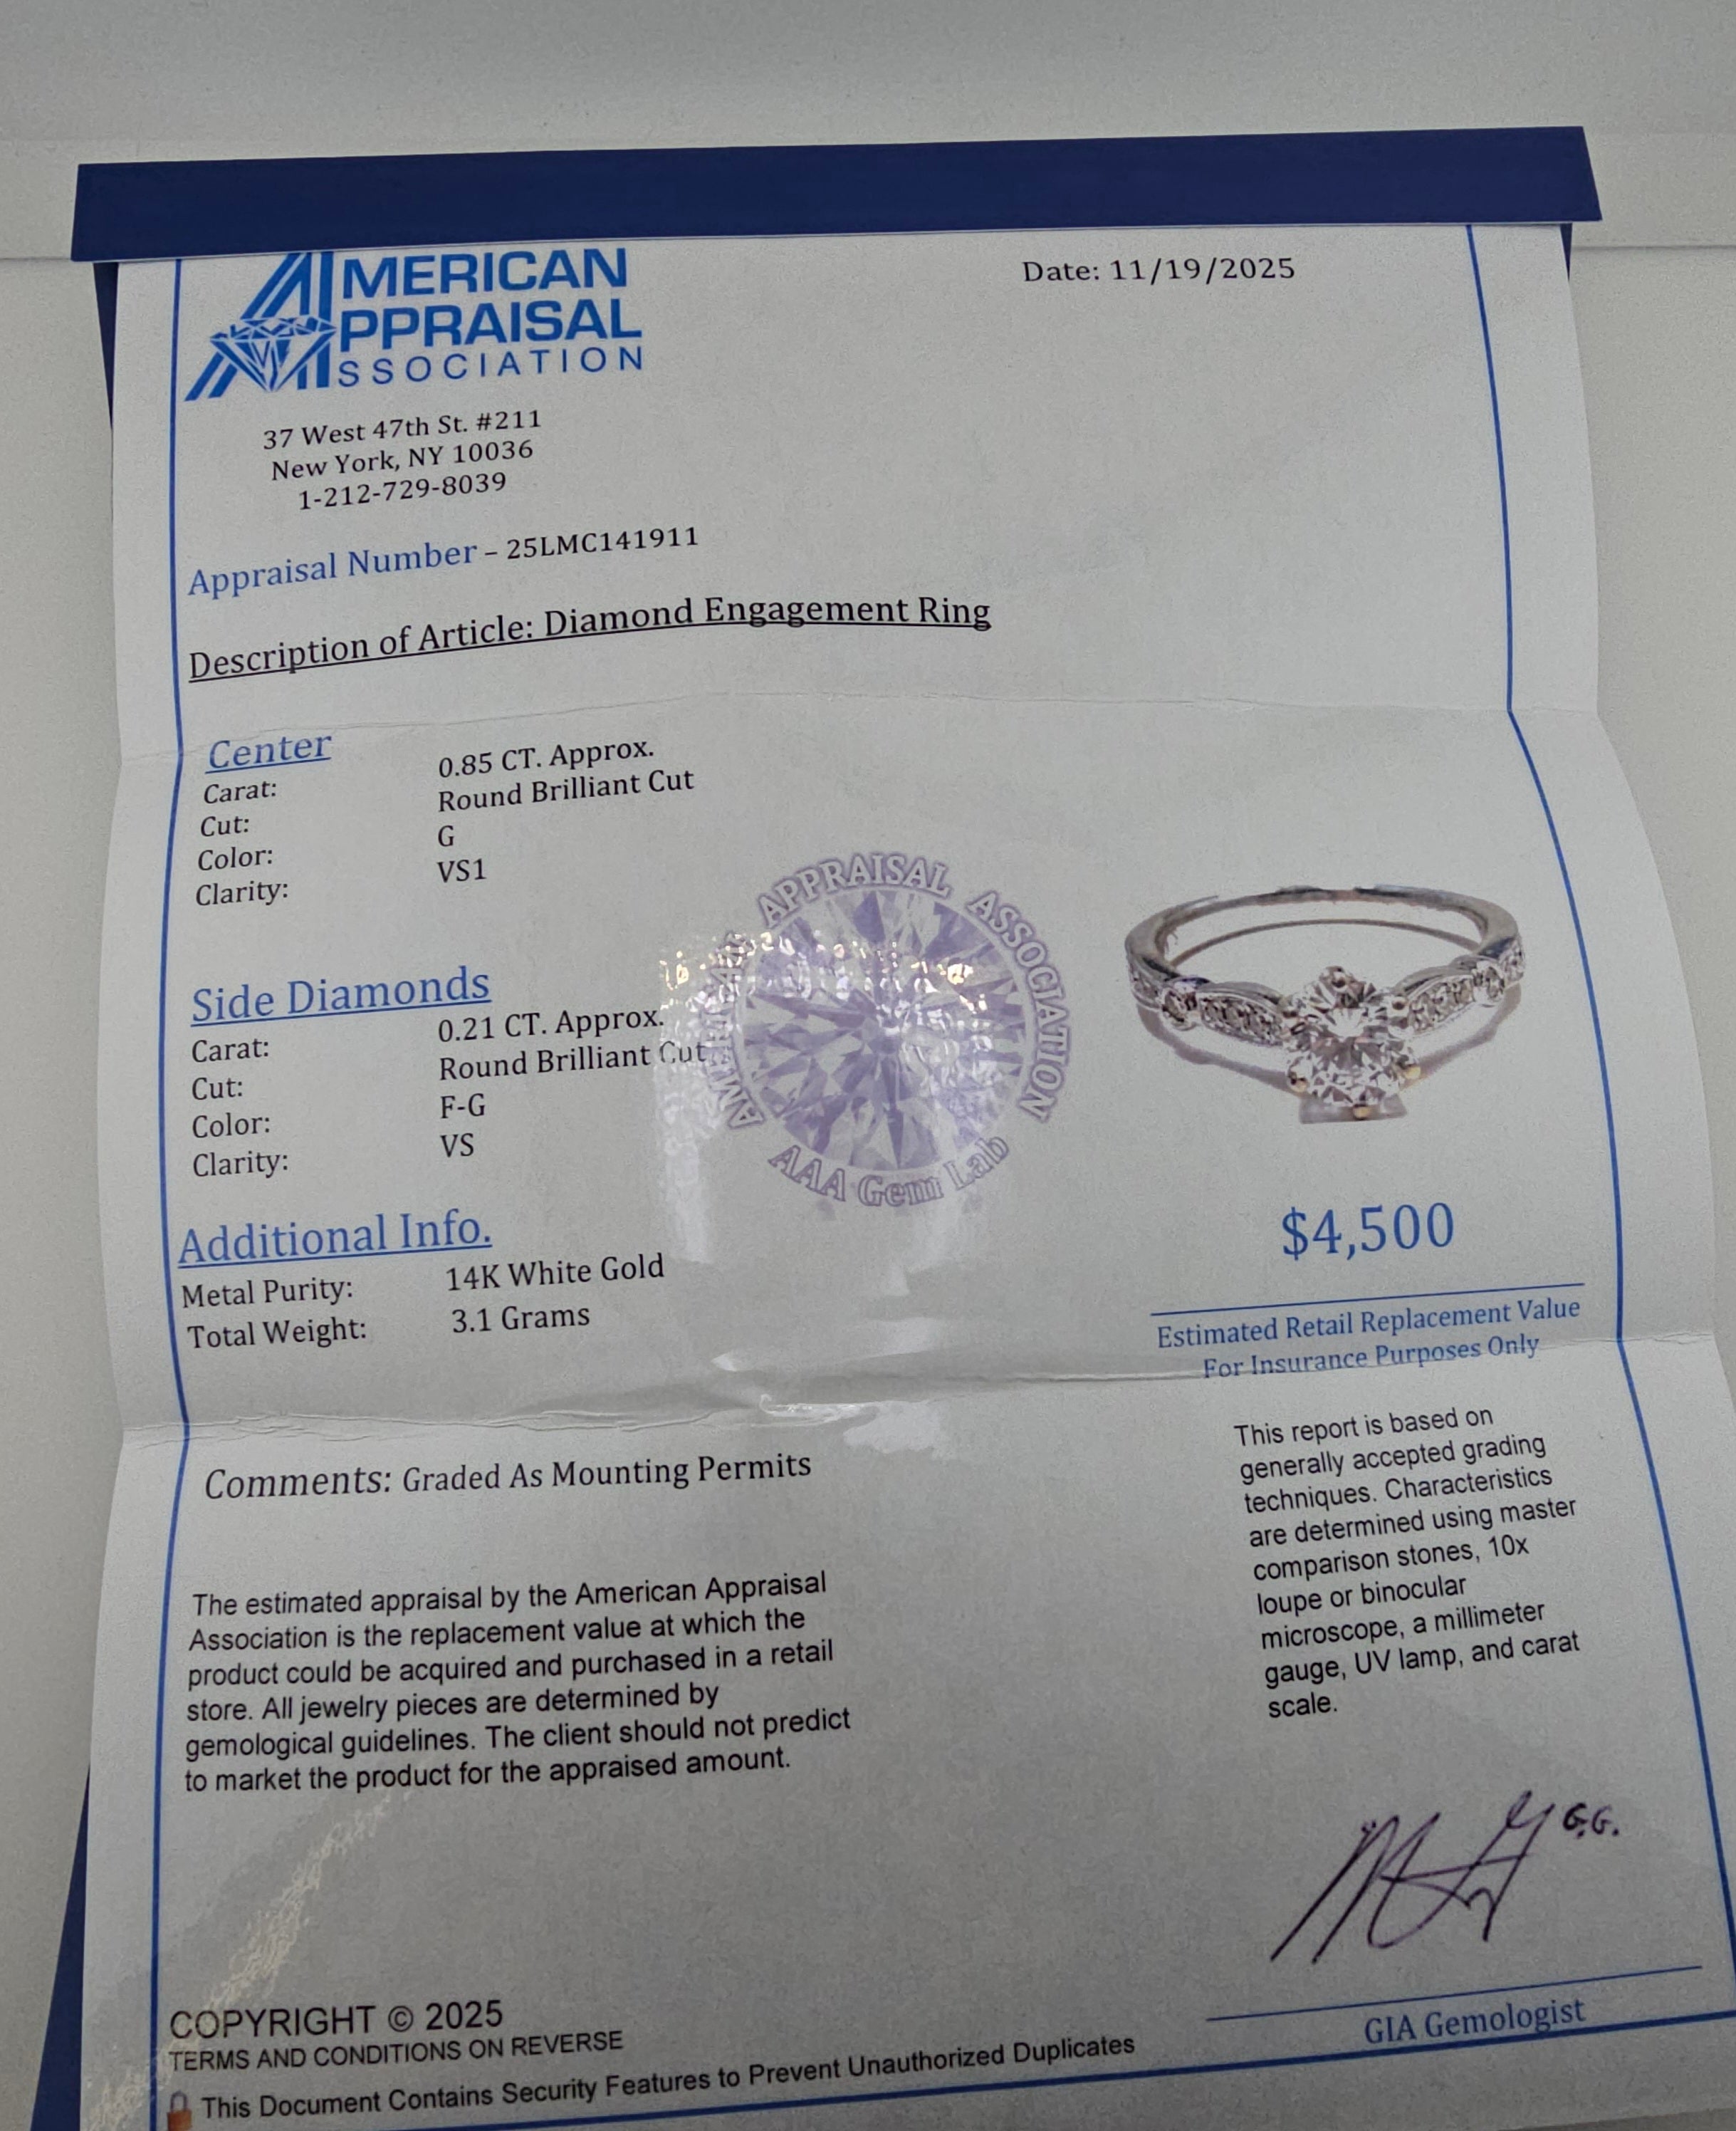 AMERICAN
APPRAISAL
ASSOCIATION
Date: 11/19/2025
37 West 47th St. #211
New York, NY 10036
1-212-729-8039
Appraisal Number – 25LMC141911
Description of Article: Diamond Engagement Ring
Center
Carat: 0.85 CT. Approx.
Cut: Round Brilliant Cut
Color: G
Clarity: VS1
Side Diamonds
Carat: 0.21 CT. Approx.
Cut: Round Brilliant Cut
Color: F-G
Clarity: VS
AMERICAN APPRAISAL ASSOCIATION
AAA Gem Lab
Additional Info.
Metal Purity: 14K White Gold
Total Weight: 3.1 Grams
$4,500
Estimated Retail Replacement Value
For Insurance Purposes Only
Comments: Graded As Mounting Permits
The estimated appraisal by the American Appraisal
Association is the replacement value at which the
product could be acquired and purchased in a retail
store. All jewelry pieces are determined by
gemological guidelines. The client should not predict
to market the product for the appraised amount.
This report is based on
generally accepted grading
techniques. Characteristics
are determined using master
comparison stones, 10x
loupe or binocular
microscope, a millimeter
gauge, UV lamp, and carat
scale.
G.G.
GIA Gemologist
COPYRIGHT © 2025
TERMS AND CONDITIONS ON REVERSE
This Document Contains Security Features to Prevent Unauthorized Duplicates